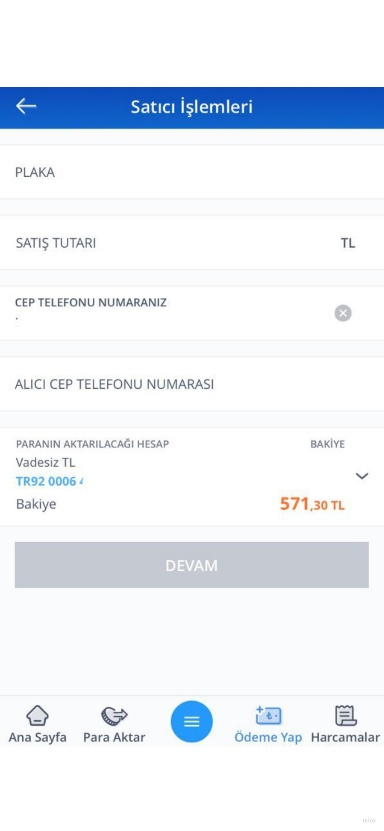 Satıcı İşlemleri
PLAKA
SATIŞ TUTARI TL
CEP TELEFONU NUMARANIZ
ALICI CEP TELEFONU NUMARASI
PARANIN AKTARILACAĞI HESAP BAKİYE
Vadesiz TL
TR92 0006
Bakiye 571,30 TL
DEVAM
Ana Sayfa Para Aktar Ödeme Yap Harcamalar